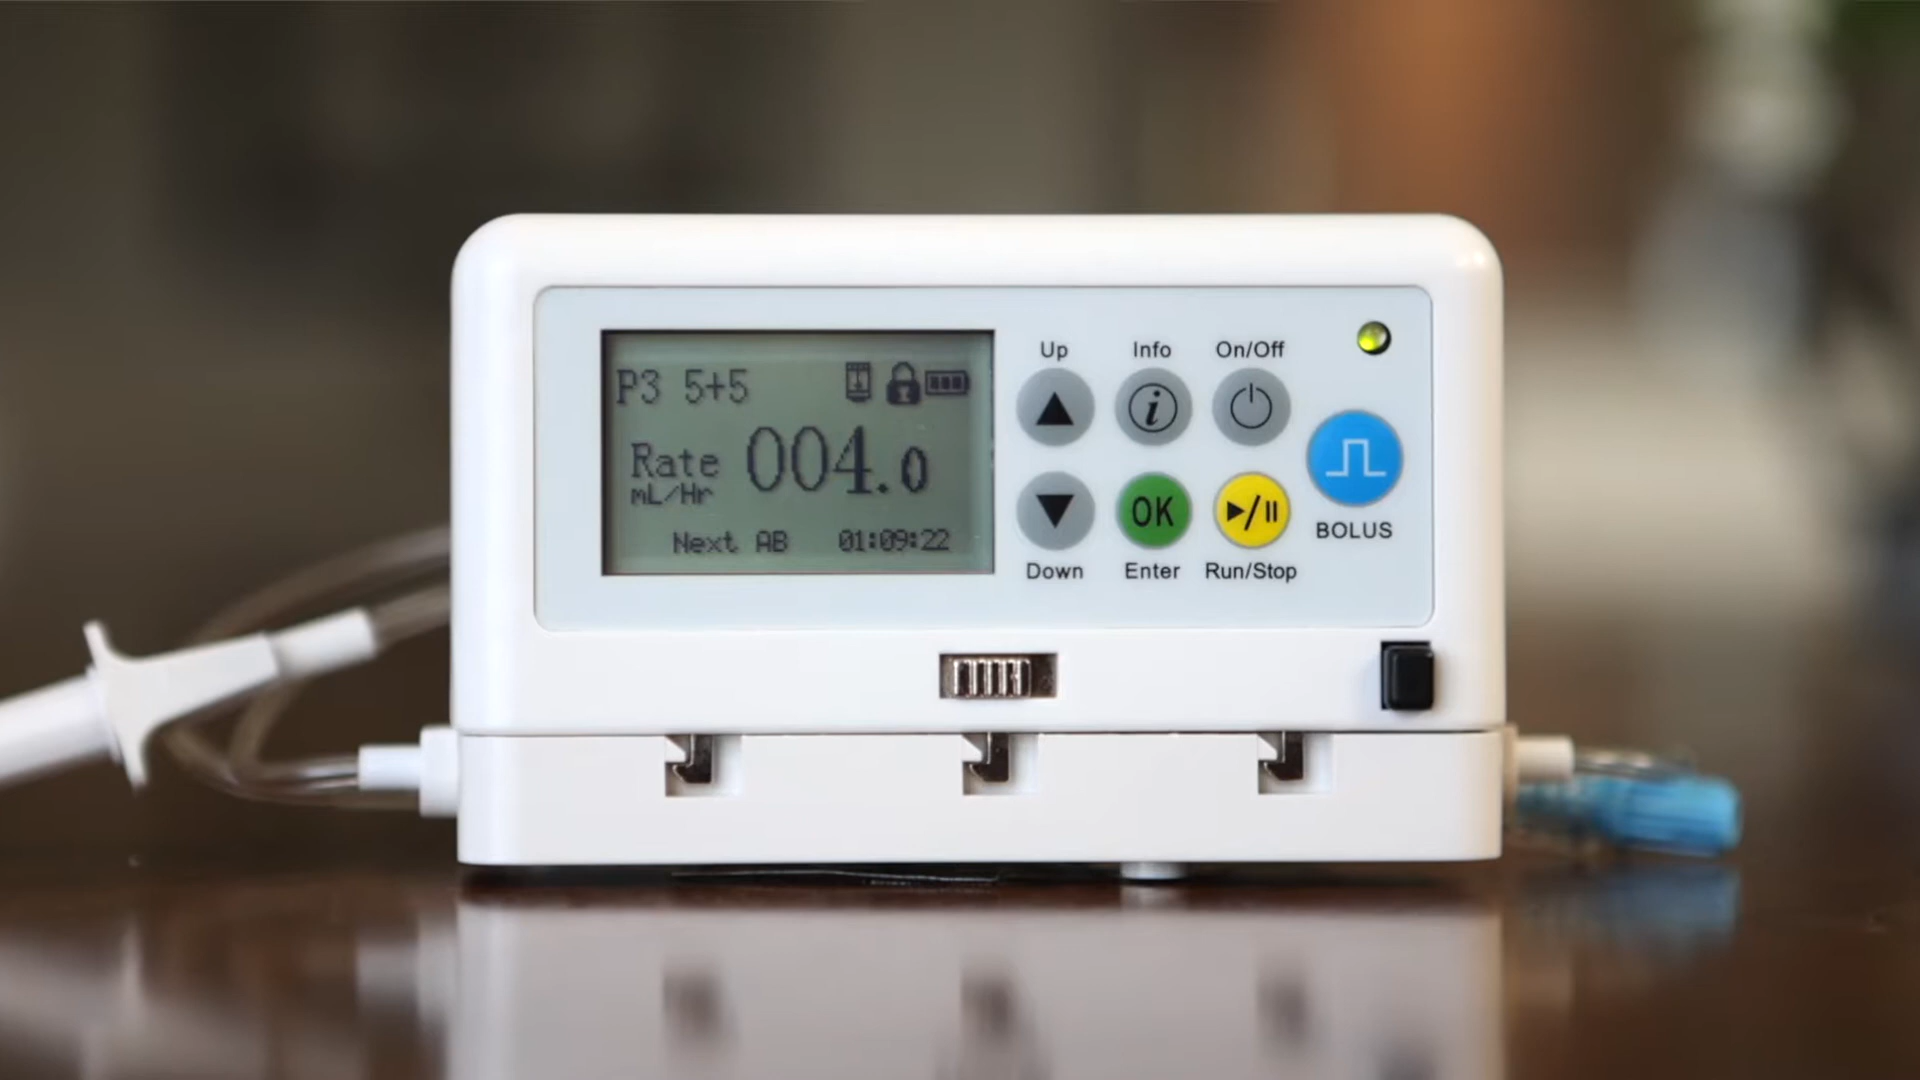 P3 5+5
Rate 004.0
mL/Hr
Next AB 01:09:22
Up Info On/Off
OK
Down Enter Run/Stop
BOLUS